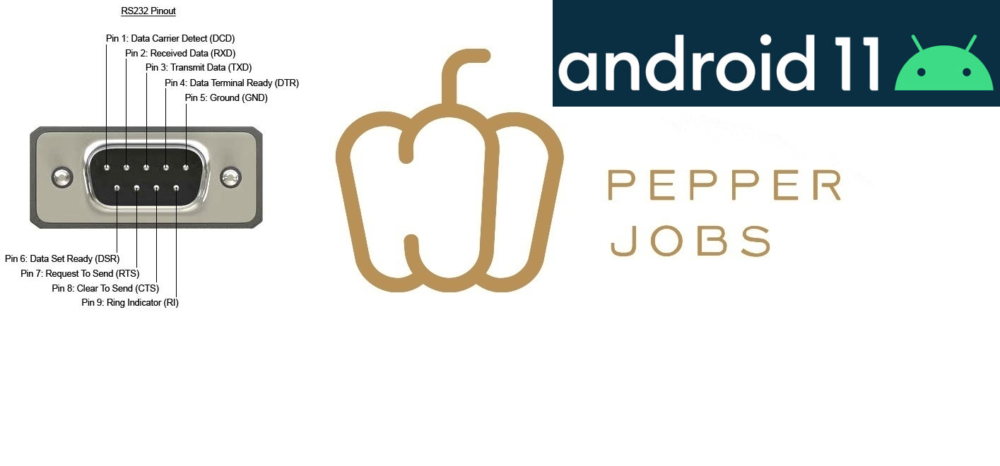 RS232 Pinout
Pin 1: Data Carrier Detect (DCD)
Pin 2: Received Data (RXD)
Pin 3: Transmit Data (TXD)
Pin 4: Data Terminal Ready (DTR)
Pin 5: Ground (GND)
Pin 6: Data Set Ready (DSR)
Pin 7: Request To Send (RTS)
Pin 8: Clear To Send (CTS)
Pin 9: Ring Indicator (RI)
android 11
PEPPER
JOBS